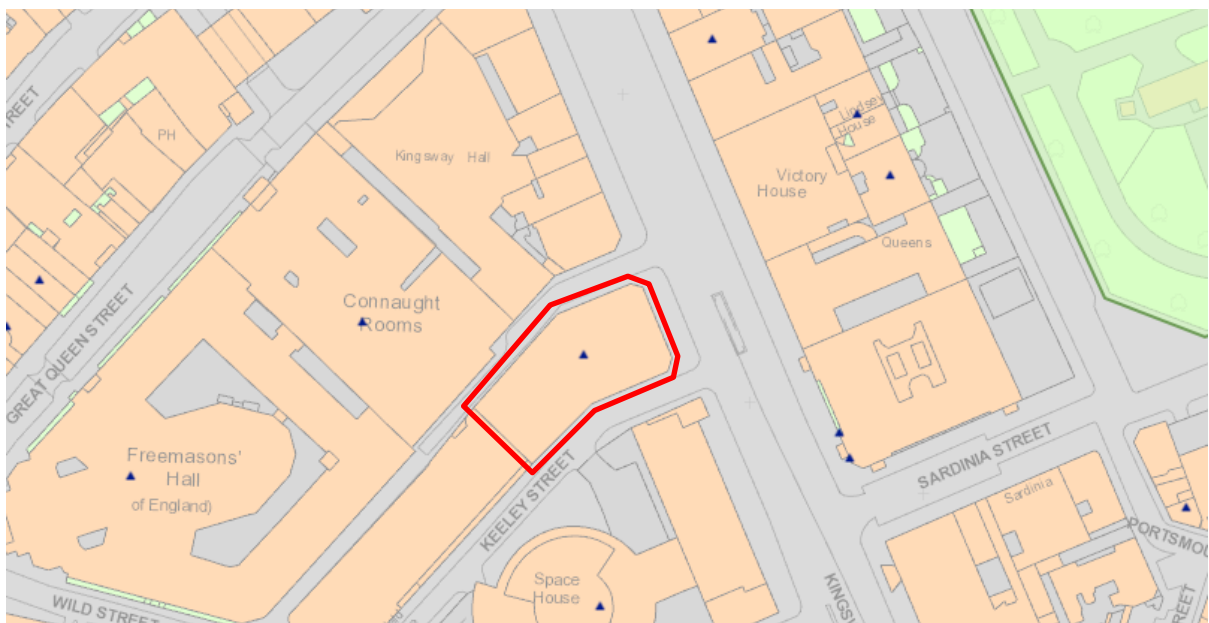 STREET
PH
Kingsway Hall
Lindsey
House
Victory
House
Queens
Connaught
Rooms
GREAT QUEEN STREET
Freemasons'
Hall
of England)
KEELEY STREET
SARDINIA STREET
Sardinia
PORTSMOU
STREET
Space
House
WILD STREET
KINGSW